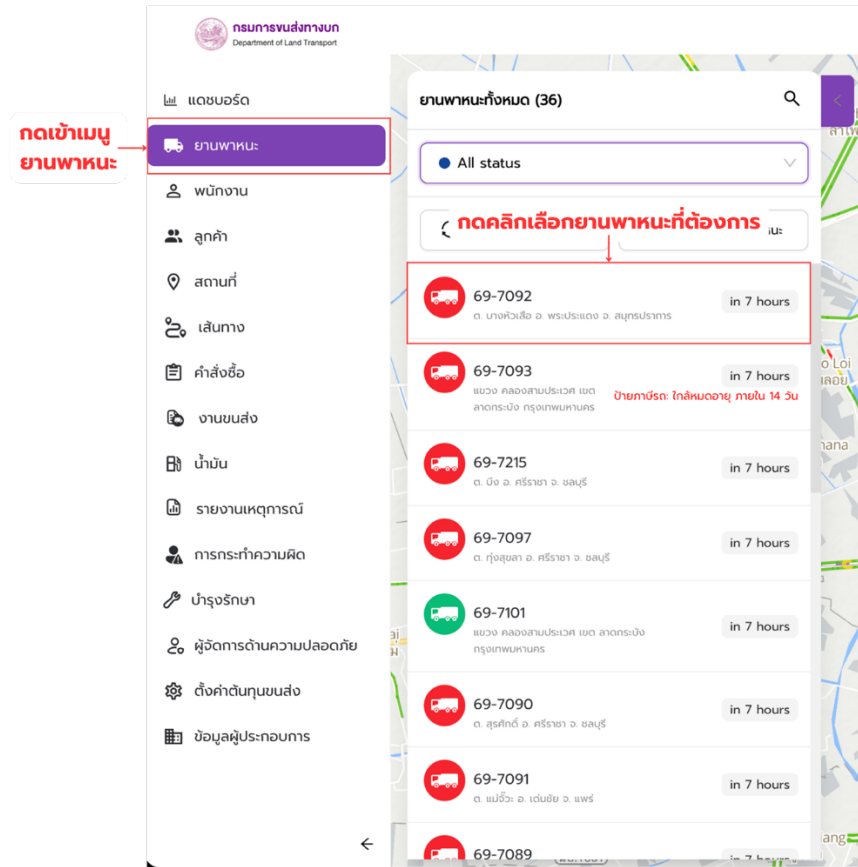 กรมการขนส่งทางบก
Department of Land Transport
แดชบอร์ด
กดเข้าเมนู
ยานพาหนะ
ยานพาหนะ
พนักงาน
ลูกค้า
สถานที่
เส้นทาง
คำสั่งซื้อ
งานขนส่ง
น้ำมัน
รายงานเหตุการณ์
การกระทำความผิด
บำรุงรักษา
ผู้จัดการด้านความปลอดภัย
ตั้งค่าต้นทุนขนส่ง
ข้อมูลผู้ประกอบการ
ยานพาหนะทั้งหมด (36)
All status
กดคลิกเลือกยานพาหนะที่ต้องการ
69-7092
in 7 hours
ต. บางหัวเสือ อ. พระประแดง จ. สมุทรปราการ
69-7093
in 7 hours
แขวง คลองสามประเวศ เขต
ลาดกระบัง กรุงเทพมหานคร
ป้ายภาษีรถ: ใกล้หมดอายุ ภายใน 14 วัน
69-7215
in 7 hours
ต. บึง อ. ศรีราชา จ. ชลบุรี
69-7097
in 7 hours
ต. ทุ่งสุขลา อ. ศรีราชา จ. ชลบุรี
69-7101
in 7 hours
แขวง คลองสามประเวศ เขต ลาดกระบัง
กรุงเทพมหานคร
69-7090
in 7 hours
ต. สุรศักดิ์ อ. ศรีราชา จ. ชลบุรี
69-7091
in 7 hours
ต. แม่จั๊วะ อ. เด่นชัย จ. แพร่
69-7089
in 7 hours